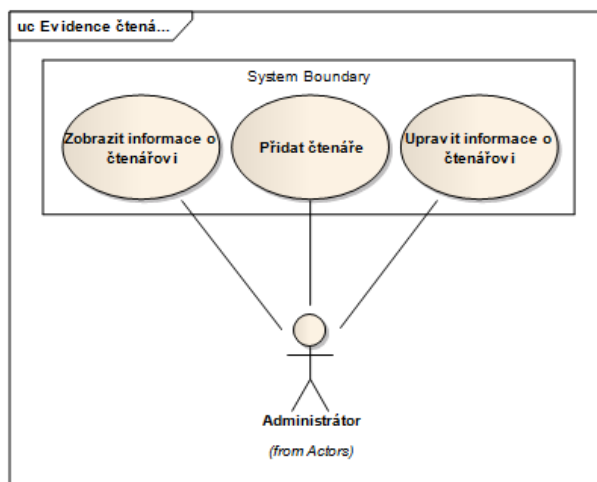 uc Evidence čtená...
System Boundary
Zobrazit informace o
čtenářovi
Přidat čtenáře
Upravit informace o
čtenářovi
Administrátor
(from Actors)